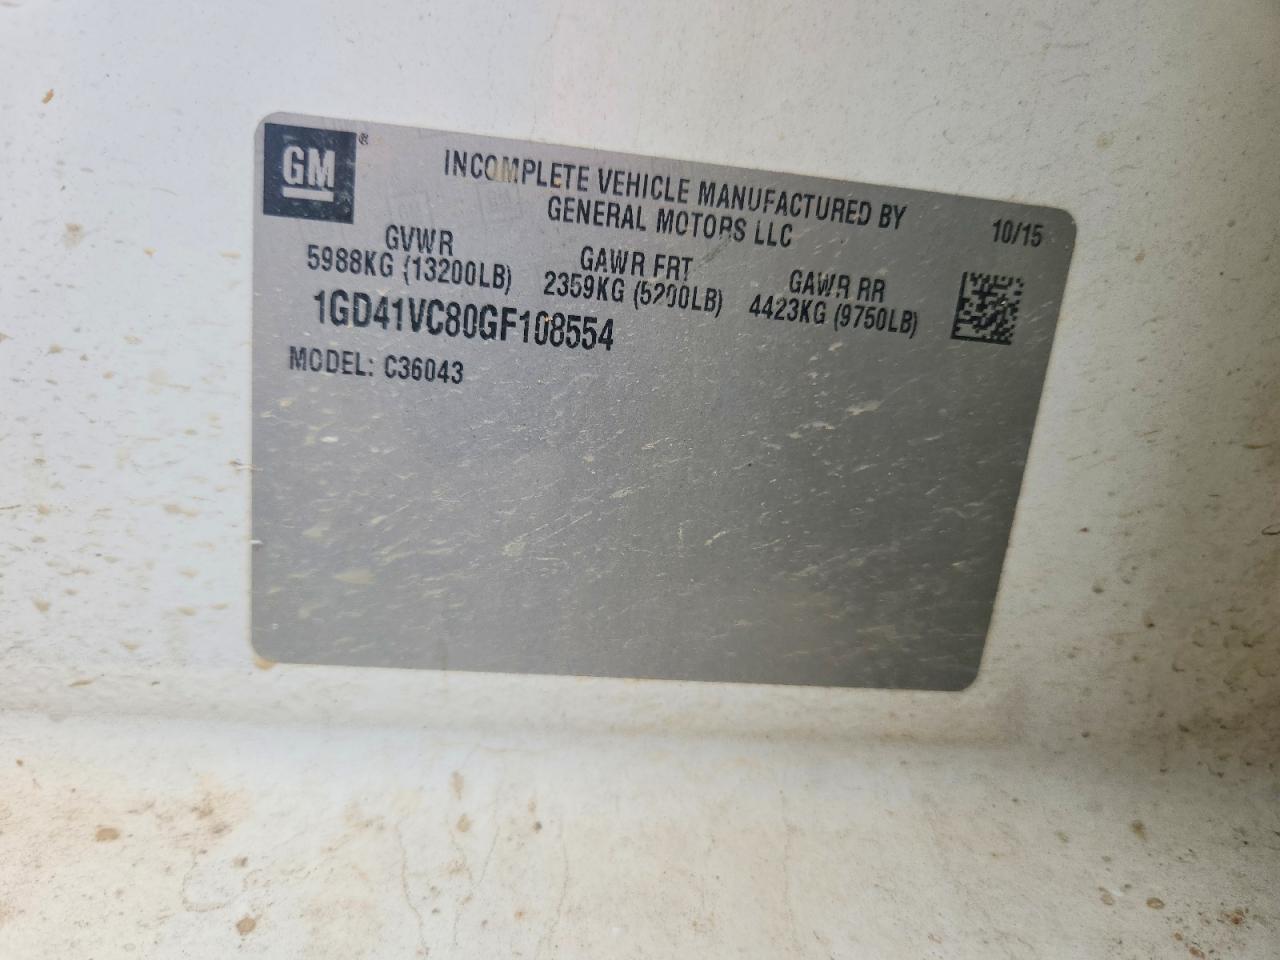 GM®
INCOMPLETE VEHICLE MANUFACTURED BY
GENERAL MOTORS LLC
10/15
GVWR
5988KG (13200LB)
GAWR FRT
2359KG (5200LB)
GAWR RR
4423KG (9750LB)
1GD41VC80GF108554
MODEL: C36043